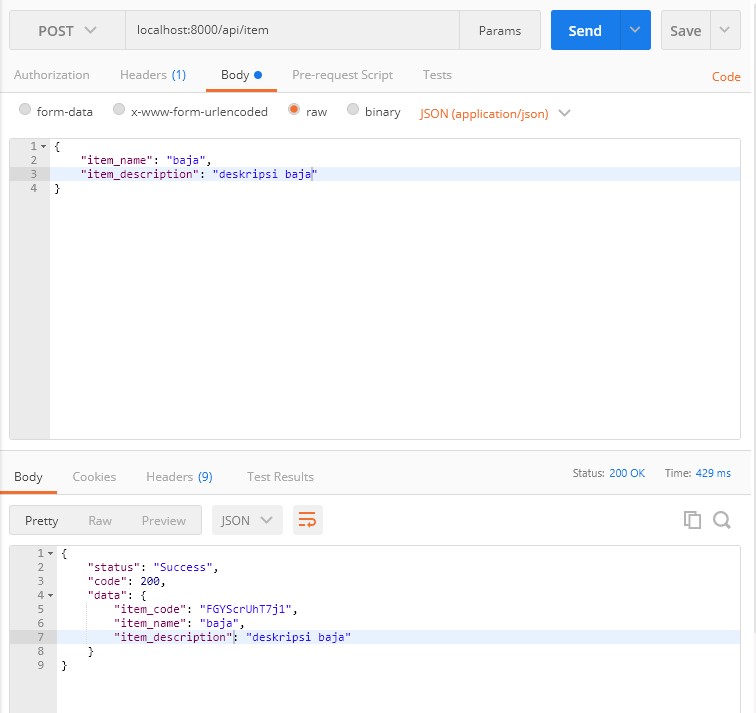 POST localhost:8000/api/item Params Send Save
Authorization Headers (1) Body Pre-request Script Tests Code
form-data x-www-form-urlencoded raw binary JSON (application/json)
1 {
2 "item_name": "baja",
3 "item_description": "deskripsi baja"
4 }
Body Cookies Headers (9) Test Results Status: 200 OK Time: 429 ms
Pretty Raw Preview JSON
1 {
2 "status": "Success",
3 "code": 200,
4 "data": {
5 "item_code": "FGYScrUhT7j1",
6 "item_name": "baja",
7 "item_description": "deskripsi baja"
8 }
9 }